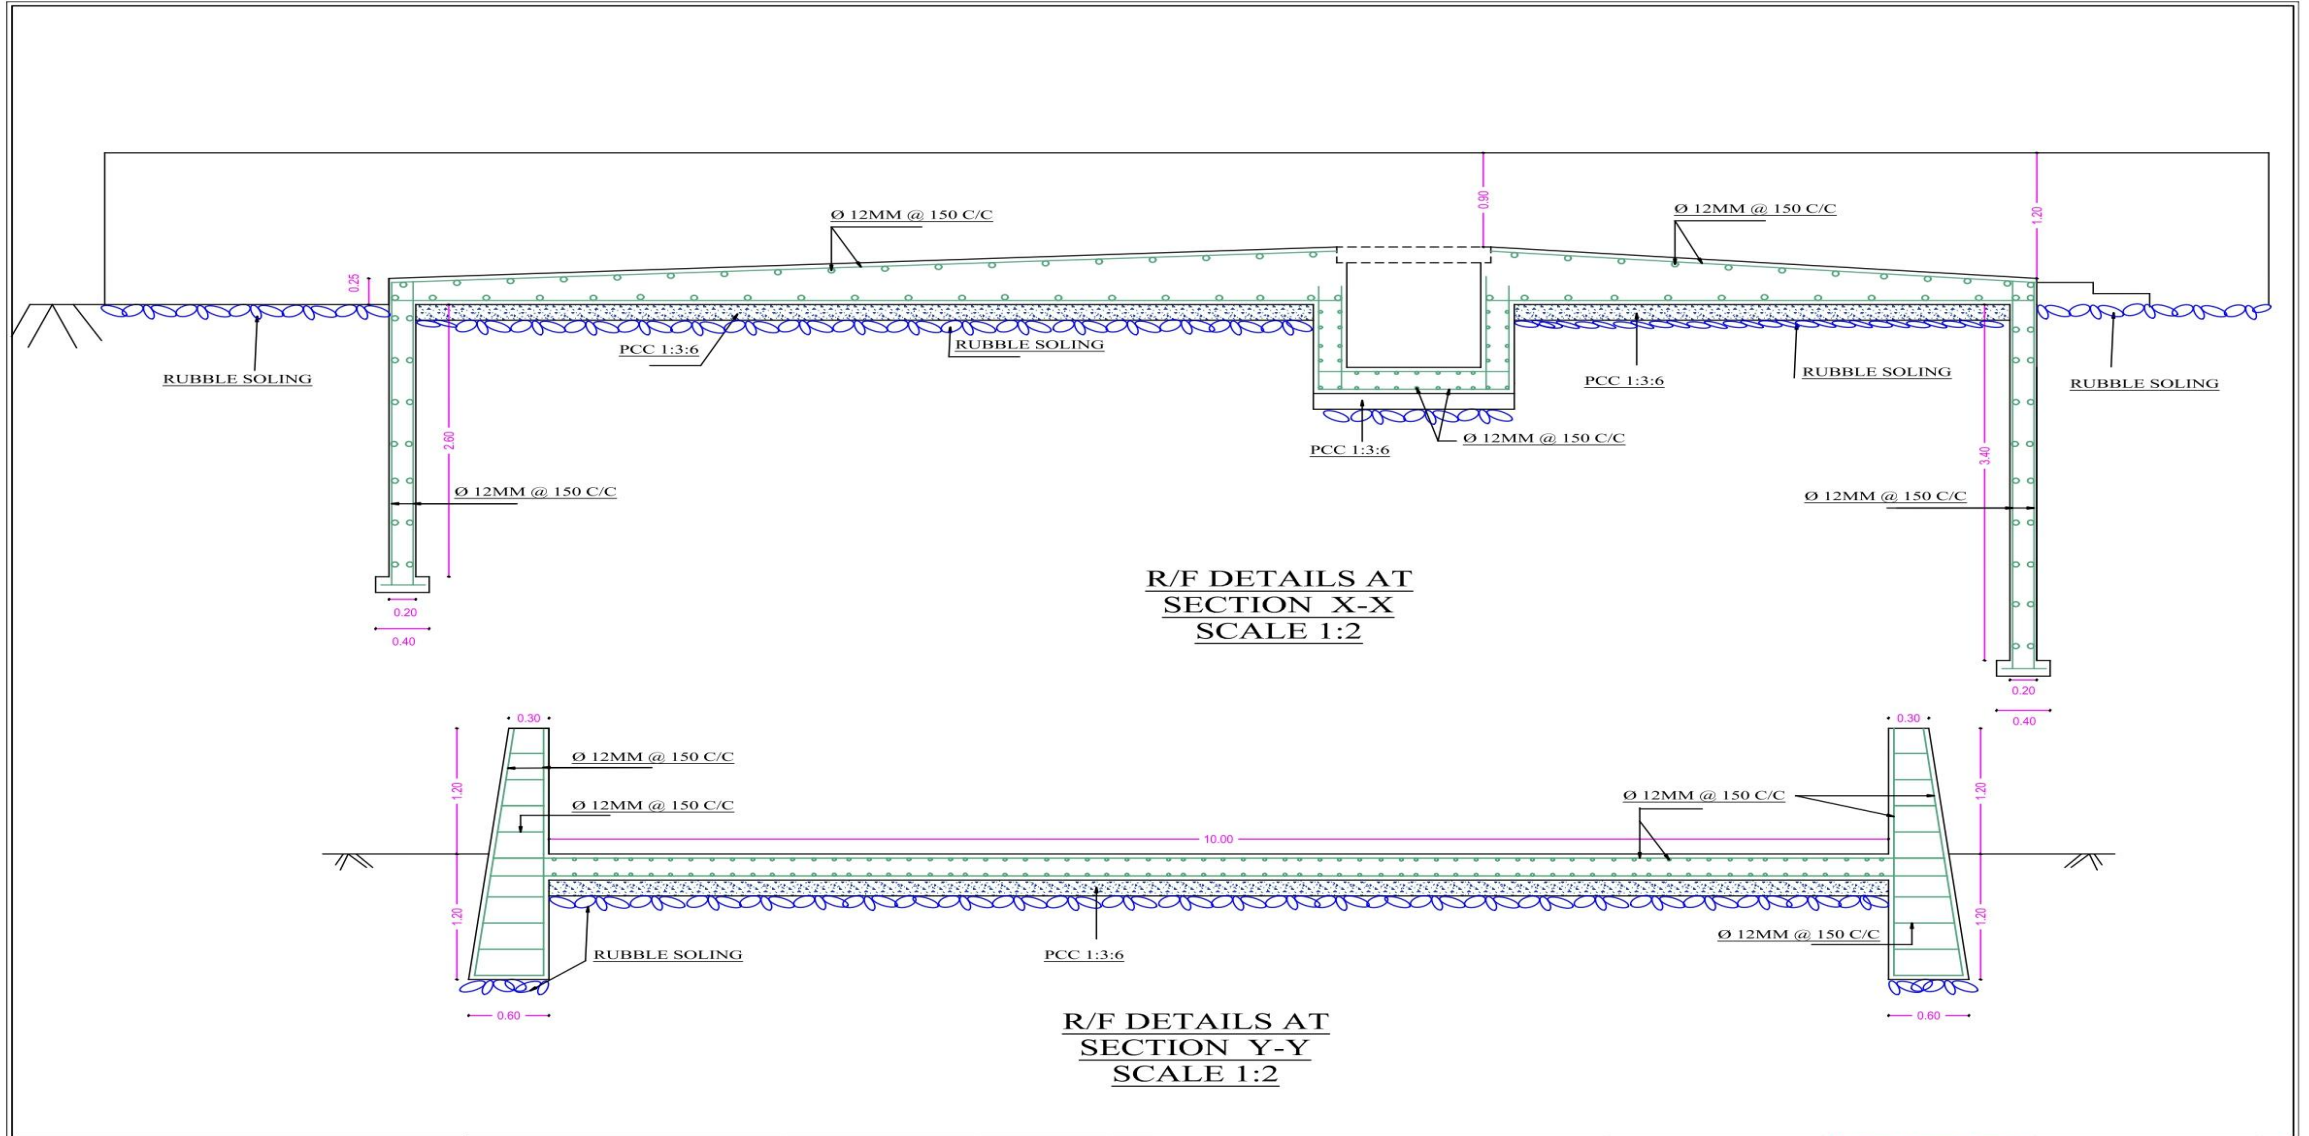 0.90
1.20
Ø 12MM @ 150 C/C
Ø 12MM @ 150 C/C
0.25
RUBBLE SOLING
PCC 1:3:6
RUBBLE SOLING
PCC 1:3:6
RUBBLE SOLING
RUBBLE SOLING
2.60
PCC 1:3:6
Ø 12MM @ 150 C/C
3.40
Ø 12MM @ 150 C/C
Ø 12MM @ 150 C/C
R/F DETAILS AT
SECTION X-X
SCALE 1:2
0.20
0.40
0.20
0.40
0.30
0.30
Ø 12MM @ 150 C/C
1.20
Ø 12MM @ 150 C/C
Ø 12MM @ 150 C/C
1.20
10.00
1.20
RUBBLE SOLING
PCC 1:3:6
Ø 12MM @ 150 C/C
1.20
0.60
0.60
R/F DETAILS AT
SECTION Y-Y
SCALE 1:2